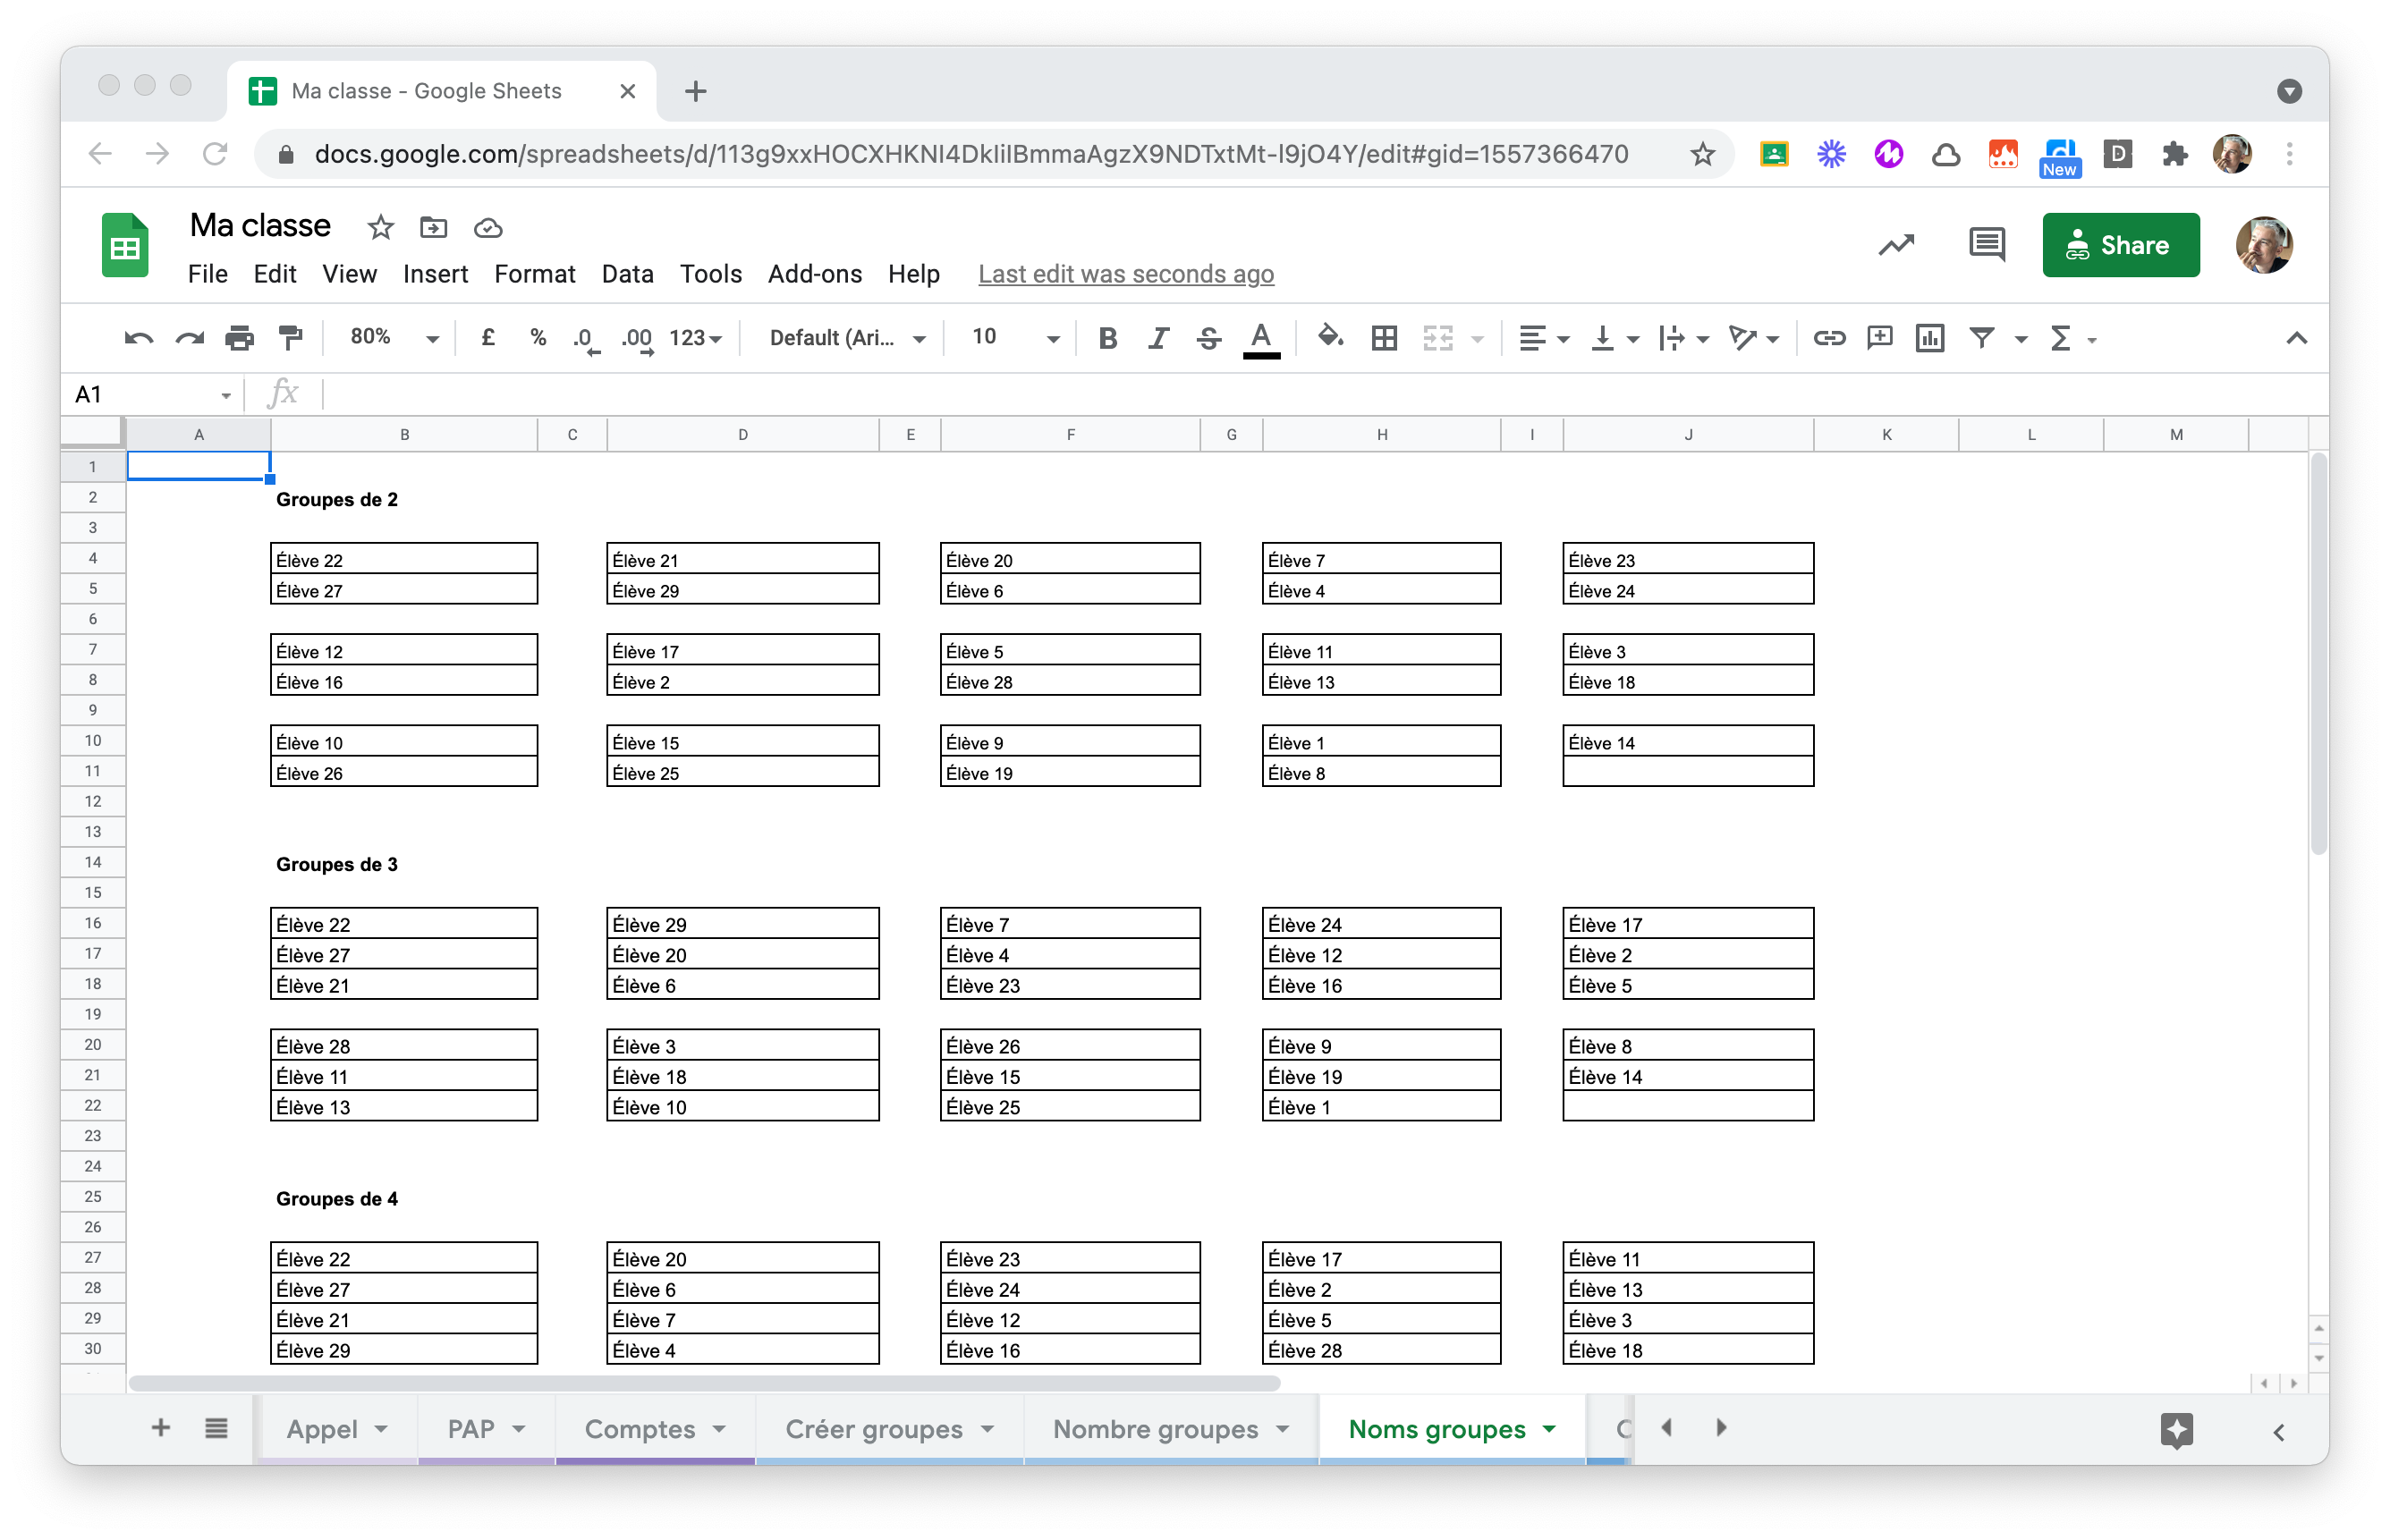 Ma classe - Google Sheets
docs.google.com/spreadsheets/d/113g9xxHOCXHKNI4DkliIBmmaAgzX9NDTxtMt-I9jO4Y/edit#gid=1557366470
New
D
Ma classe
File Edit View Insert Format Data Tools Add-ons Help Last edit was seconds ago
Share
80% £ % .0 .00 123 Default (Ari... 10 B I S A Σ
A1 fx
A B C D E F G H I J K L M
1
2 Groupes de 2
3
4 Élève 22 Élève 21 Élève 20 Élève 7 Élève 23
5 Élève 27 Élève 29 Élève 6 Élève 4 Élève 24
6
7 Élève 12 Élève 17 Élève 5 Élève 11 Élève 3
8 Élève 16 Élève 2 Élève 28 Élève 13 Élève 18
9
10 Élève 10 Élève 15 Élève 9 Élève 1 Élève 14
11 Élève 26 Élève 25 Élève 19 Élève 8
12
13
14 Groupes de 3
15
16 Élève 22 Élève 29 Élève 7 Élève 24 Élève 17
17 Élève 27 Élève 20 Élève 4 Élève 12 Élève 2
18 Élève 21 Élève 6 Élève 23 Élève 16 Élève 5
19
20 Élève 28 Élève 3 Élève 26 Élève 9 Élève 8
21 Élève 11 Élève 18 Élève 15 Élève 19 Élève 14
22 Élève 13 Élève 10 Élève 25 Élève 1
23
24
25 Groupes de 4
26
27 Élève 22 Élève 20 Élève 23 Élève 17 Élève 11
28 Élève 27 Élève 6 Élève 24 Élève 2 Élève 13
29 Élève 21 Élève 7 Élève 12 Élève 5 Élève 3
30 Élève 29 Élève 4 Élève 16 Élève 28 Élève 18
Appel PAP Comptes Créer groupes Nombre groupes Noms groupes